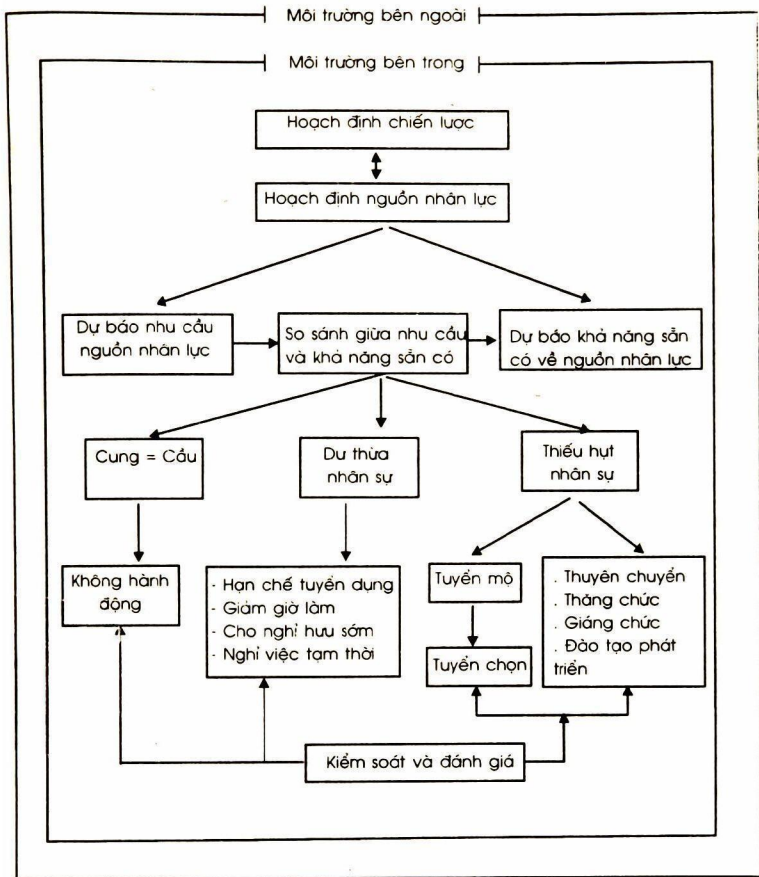 Môi trường bên ngoài
Môi trường bên trong
Hoạch định chiến lược
Hoạch định nguồn nhân lực
Dự báo nhu cầu
nguồn nhân lực
So sánh giữa nhu cầu
và khả năng sẵn có
Dự báo khả năng sẵn
có về nguồn nhân lực
Cung = Cầu
Dư thừa
nhân sự
Thiếu hụt
nhân sự
Không hành
động
- Hạn chế tuyển dụng
- Giảm giờ làm
- Cho nghỉ hưu sớm
- Nghỉ việc tạm thời
Tuyển mộ
Tuyển chọn
. Thuyên chuyển
. Thăng chức
. Giáng chức
. Đào tạo phát
triển
Kiểm soát và đánh giá